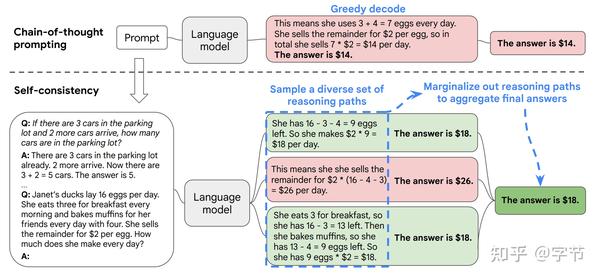 Greedy decode
Chain-of-thought
prompting
Prompt
Language
model
This means she uses 3 + 4 = 7 eggs every day.
She sells the remainder for $2 per egg, so in
total she sells 7 * $2 = $14 per day.
The answer is $14.
The answer is $14.
Self-consistency
Sample a diverse set of
reasoning paths
Marginalize out reasoning paths
to aggregate final answers
Q: If there are 3 cars in the parking
lot and 2 more cars arrive, how many
cars are in the parking lot?
A: There are 3 cars in the parking lot
already. 2 more arrive. Now there are
3 + 2 = 5 cars. The answer is 5.
...
Q: Janet's ducks lay 16 eggs per day.
She eats three for breakfast every
morning and bakes muffins for her
friends every day with four. She sells
the remainder for $2 per egg. How
much does she make every day?
A:
Language
model
She has 16 - 3 - 4 = 9 eggs
left. So she makes $2 * 9 =
$18 per day.
The answer is $18.
This means she she sells the
remainder for $2 * (16 - 4 - 3)
= $26 per day.
The answer is $26.
She eats 3 for breakfast, so
she has 16 - 3 = 13 left. Then
she bakes muffins, so she
has 13 - 4 = 9 eggs left. So
she has 9 eggs * $2 = $18.
The answer is $18.
The answer is $18.
知乎 @字节